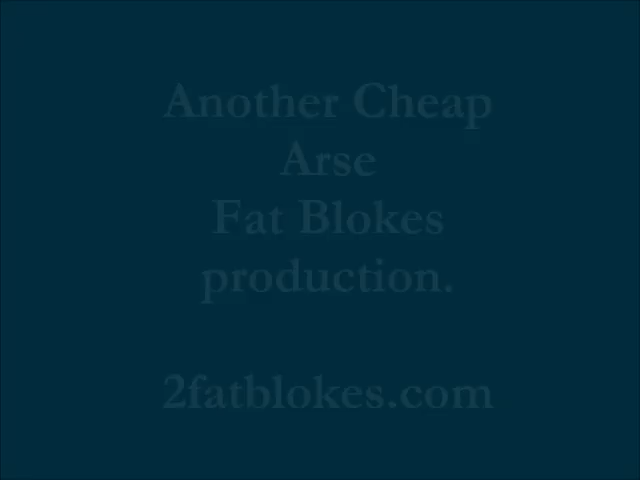 Another Cheap
Arse
Fat Blokes
production.
2fatblokes.com